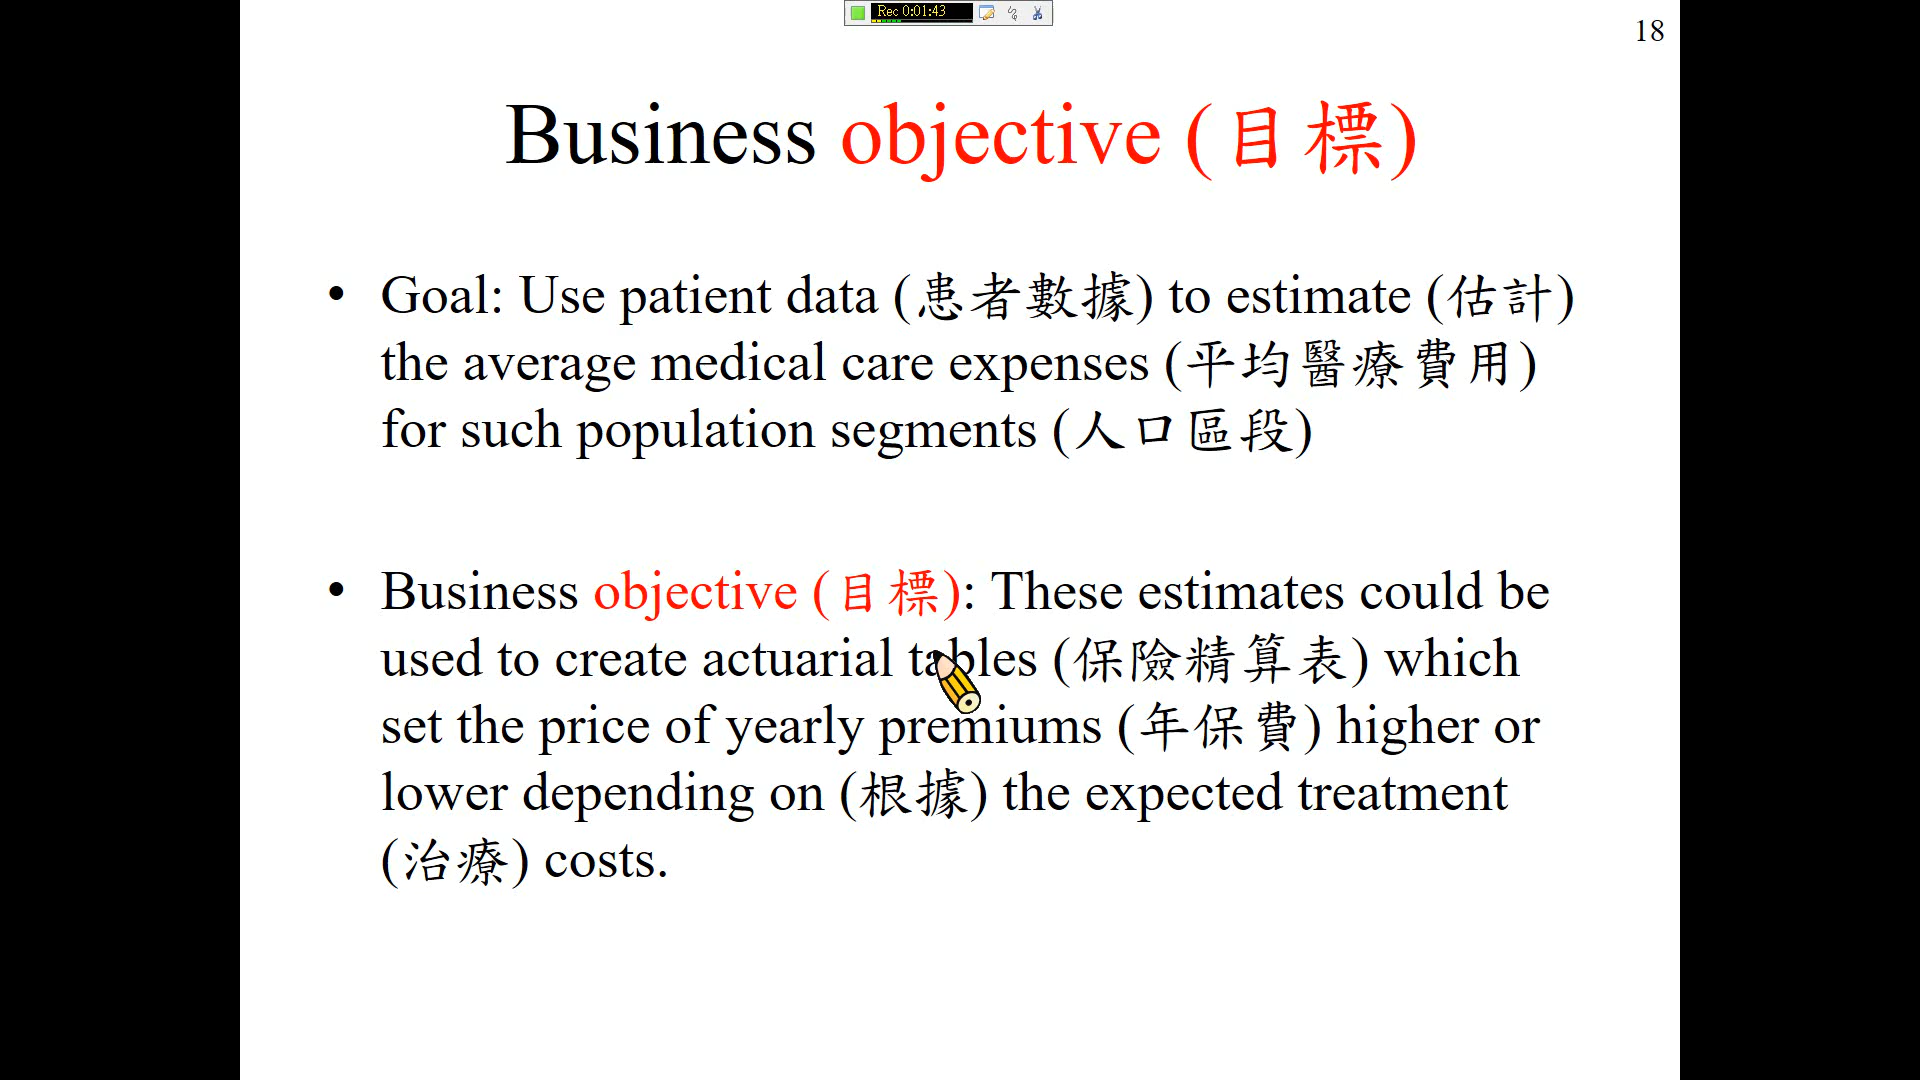 Rec 0:01:43
18
Business objective (目標)
• Goal: Use patient data (患者數據) to estimate (估計)
the average medical care expenses (平均醫療費用)
for such population segments (人口區段)
• Business objective (目標): These estimates could be
used to create actuarial tables (保險精算表) which
set the price of yearly premiums (年保費) higher or
lower depending on (根據) the expected treatment
(治療) costs.